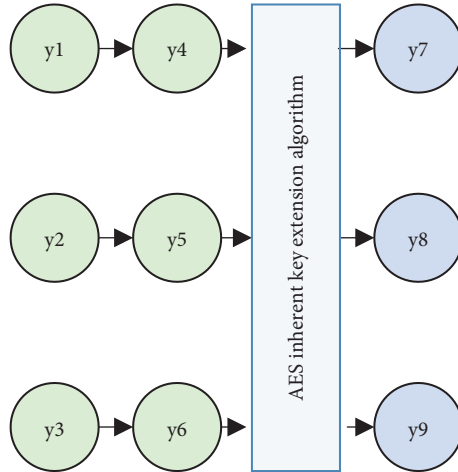 y1
y4
y7
y2
y5
y8
y3
y6
y9
AES inherent key extension algorithm